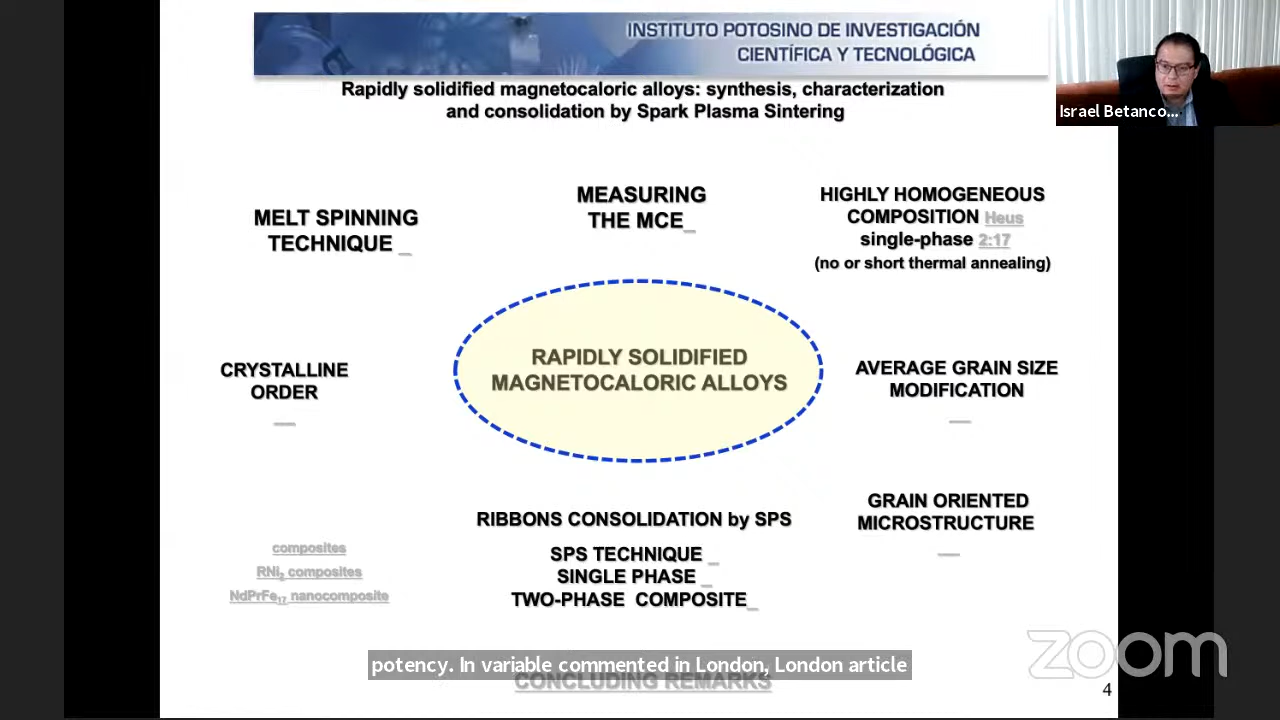 INSTITUTO POTOSINO DE INVESTIGACIÓN
CIENTÍFICA Y TECNOLÓGICA
Rapidly solidified magnetocaloric alloys: synthesis, characterization
and consolidation by Spark Plasma Sintering
Israel Betanco...
MELT SPINNING
TECHNIQUE _
MEASURING
THE MCE_
HIGHLY HOMOGENEOUS
COMPOSITION Heus
single-phase 2:17
(no or short thermal annealing)
CRYSTALLINE
ORDER
RAPIDLY SOLIDIFIED
MAGNETOCALORIC ALLOYS
AVERAGE GRAIN SIZE
MODIFICATION
GRAIN ORIENTED
MICROSTRUCTURE
RIBBONS CONSOLIDATION by SPS
SPS TECHNIQUE _
SINGLE PHASE _
TWO-PHASE COMPOSITE_
composites
RNi₂ composites
NdPrFe₁₇ nanocomposite
potency. In variable commented in London, London article
CONCLUDING REMARKS
zoom
4